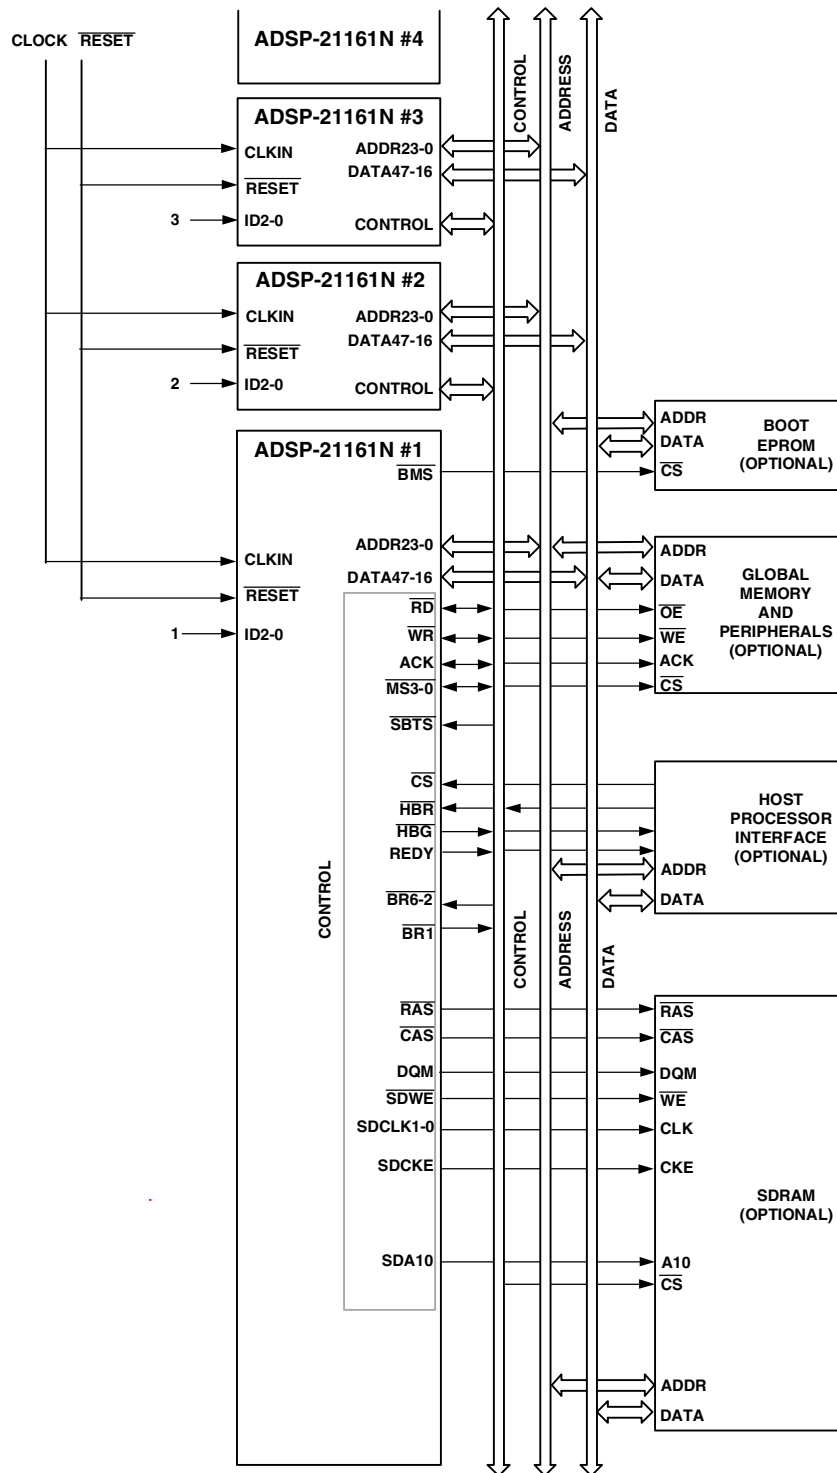 CLOCK RESET
ADSP-21161N #4
CONTROL
ADDRESS
DATA
ADSP-21161N #3
CLKIN
RESET
3
ID2-0
ADDR23-0
DATA47-16
CONTROL
ADSP-21161N #2
CLKIN
RESET
2
ID2-0
ADDR23-0
DATA47-16
CONTROL
ADSP-21161N #1
BMS
CLKIN
RESET
1
ID2-0
ADDR23-0
DATA47-16
CONTROL
RD
WR
ACK
MS3-0
SBTS
CS
HBR
HBG
REDY
BR6-2
BR1
RAS
CAS
DQM
SDWE
SDCLK1-0
SDCKE
SDA10
CONTROL
ADDRESS
DATA
ADDR
DATA
CS
BOOT
EPROM
(OPTIONAL)
ADDR
DATA
OE
WE
ACK
CS
GLOBAL
MEMORY
AND
PERIPHERALS
(OPTIONAL)
HOST
PROCESSOR
INTERFACE
(OPTIONAL)
ADDR
DATA
RAS
CAS
DQM
WE
CLK
CKE
SDRAM
(OPTIONAL)
A10
CS
ADDR
DATA